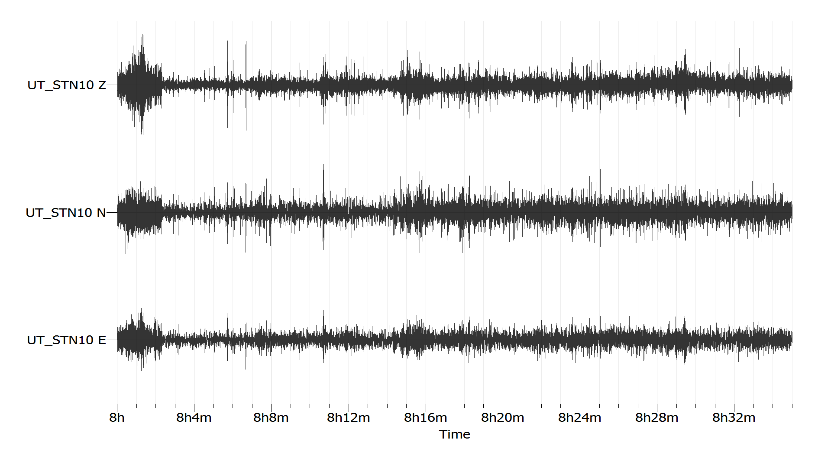 UT_STN10 Z
UT_STN10 N
UT_STN10 E
8h 8h4m 8h8m 8h12m 8h16m 8h20m 8h24m 8h28m 8h32m
Time